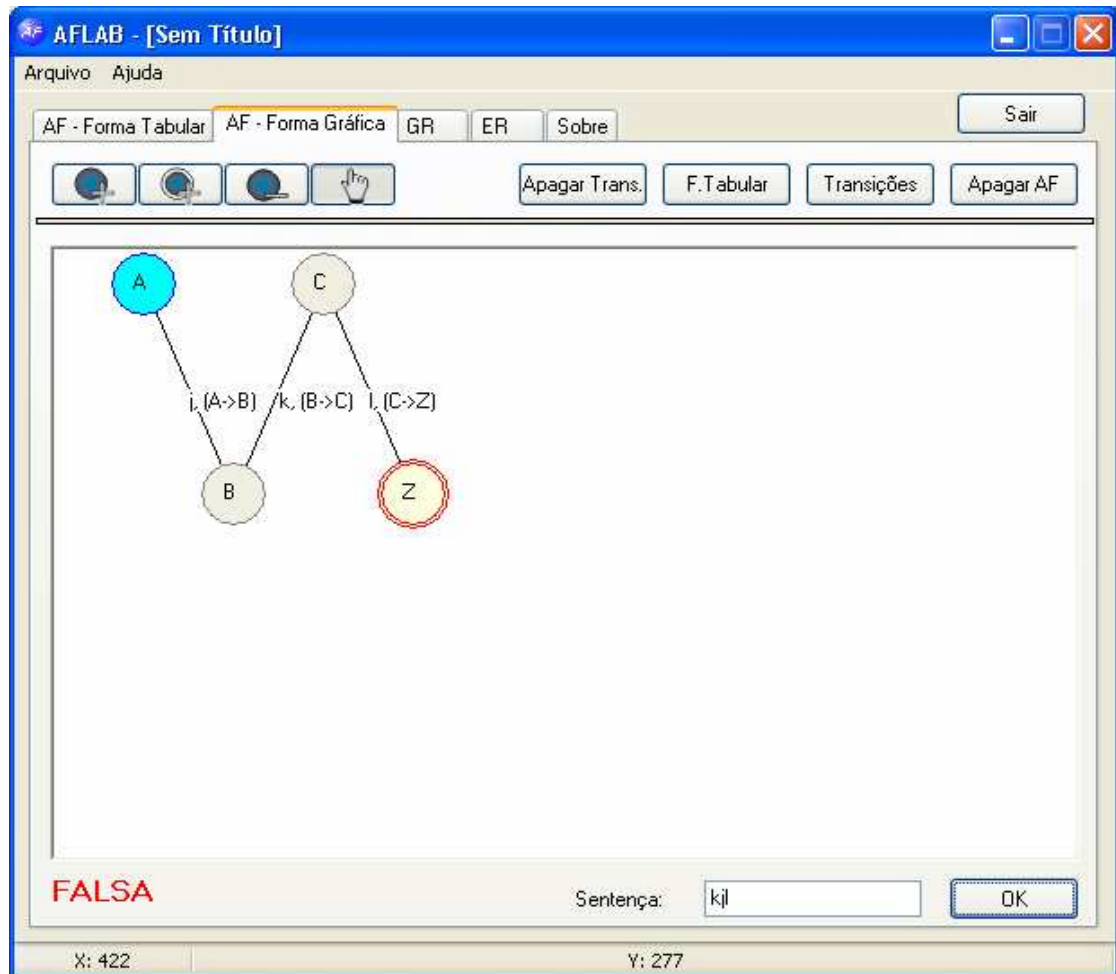 AFLAB - [Sem Título]
Arquivo Ajuda
Sair
AF - Forma Tabular AF - Forma Gráfica GR ER Sobre
Apagar Trans. F.Tabular Transições Apagar AF
A C
j, (A->B) k, (B->C) l, (C->Z)
B Z
FALSA Sentença: kjl OK
X: 422 Y: 277